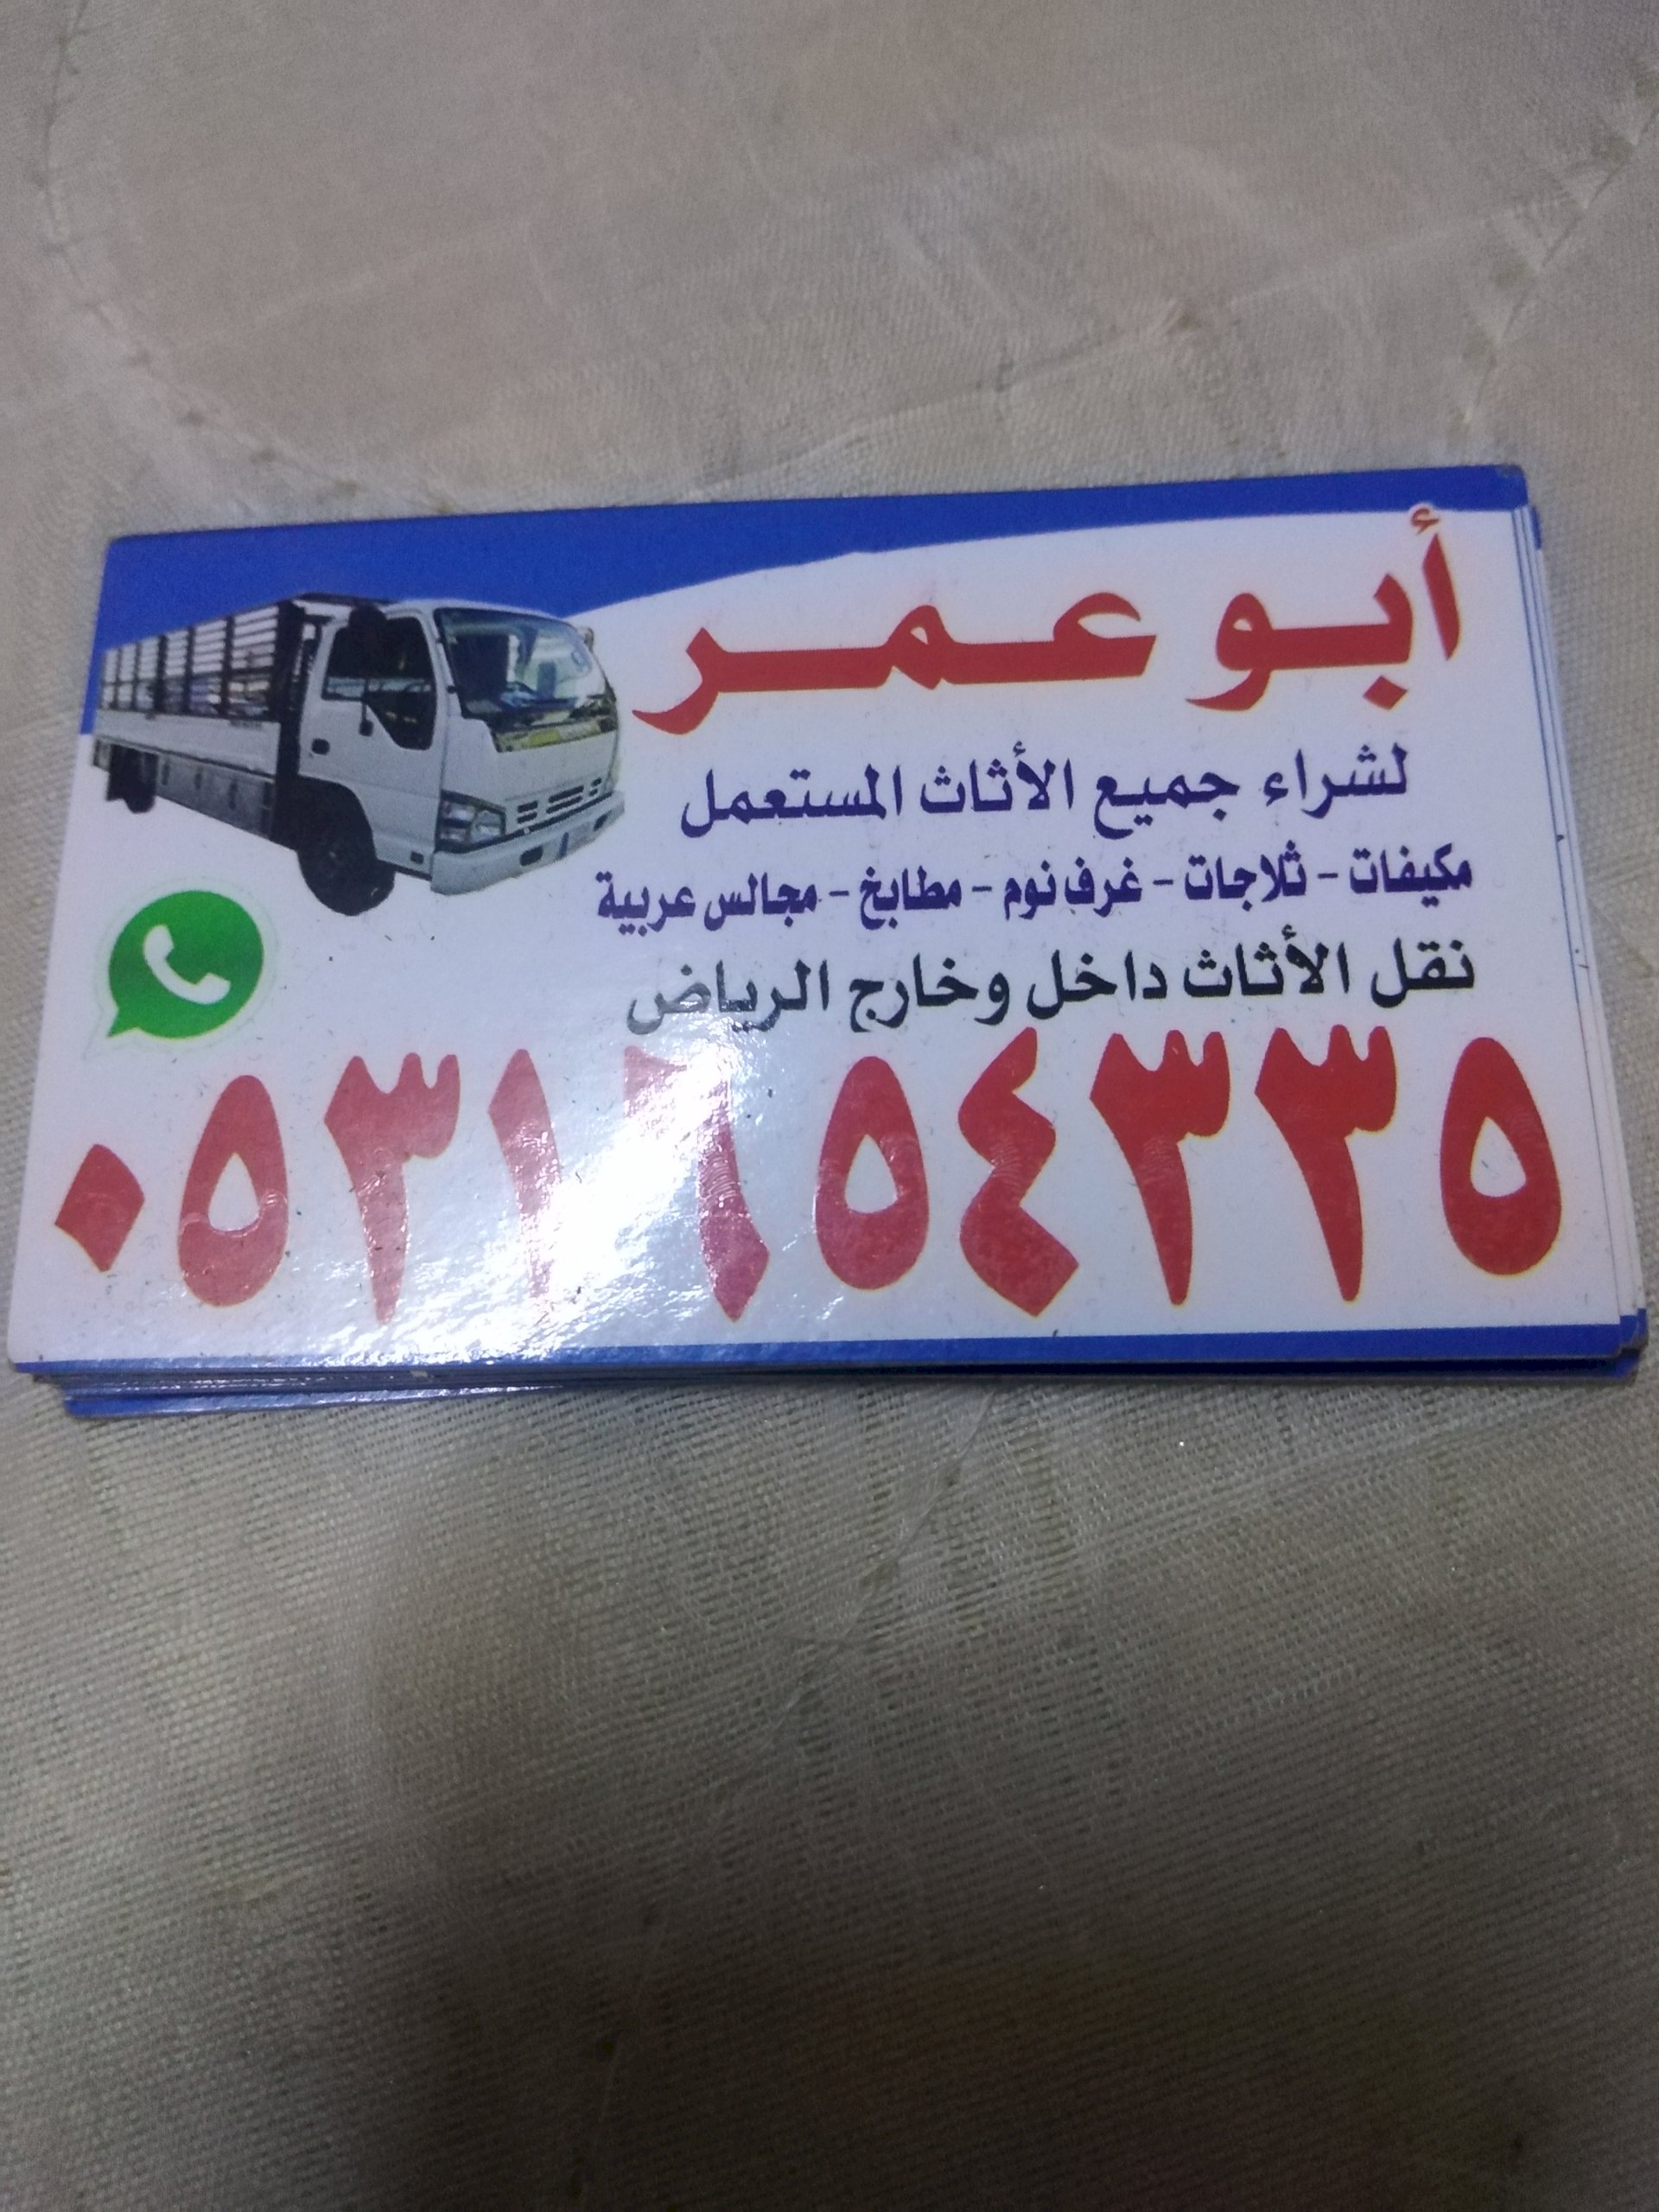 أبو عمر
لشراء جميع الأثاث المستعمل
مكيفات - ثلاجات - غرف نوم - مطابخ - مجالس عربية
نقل الأثاث داخل وخارج الرياض
٠٥٣١٦٥٤٣٣٥